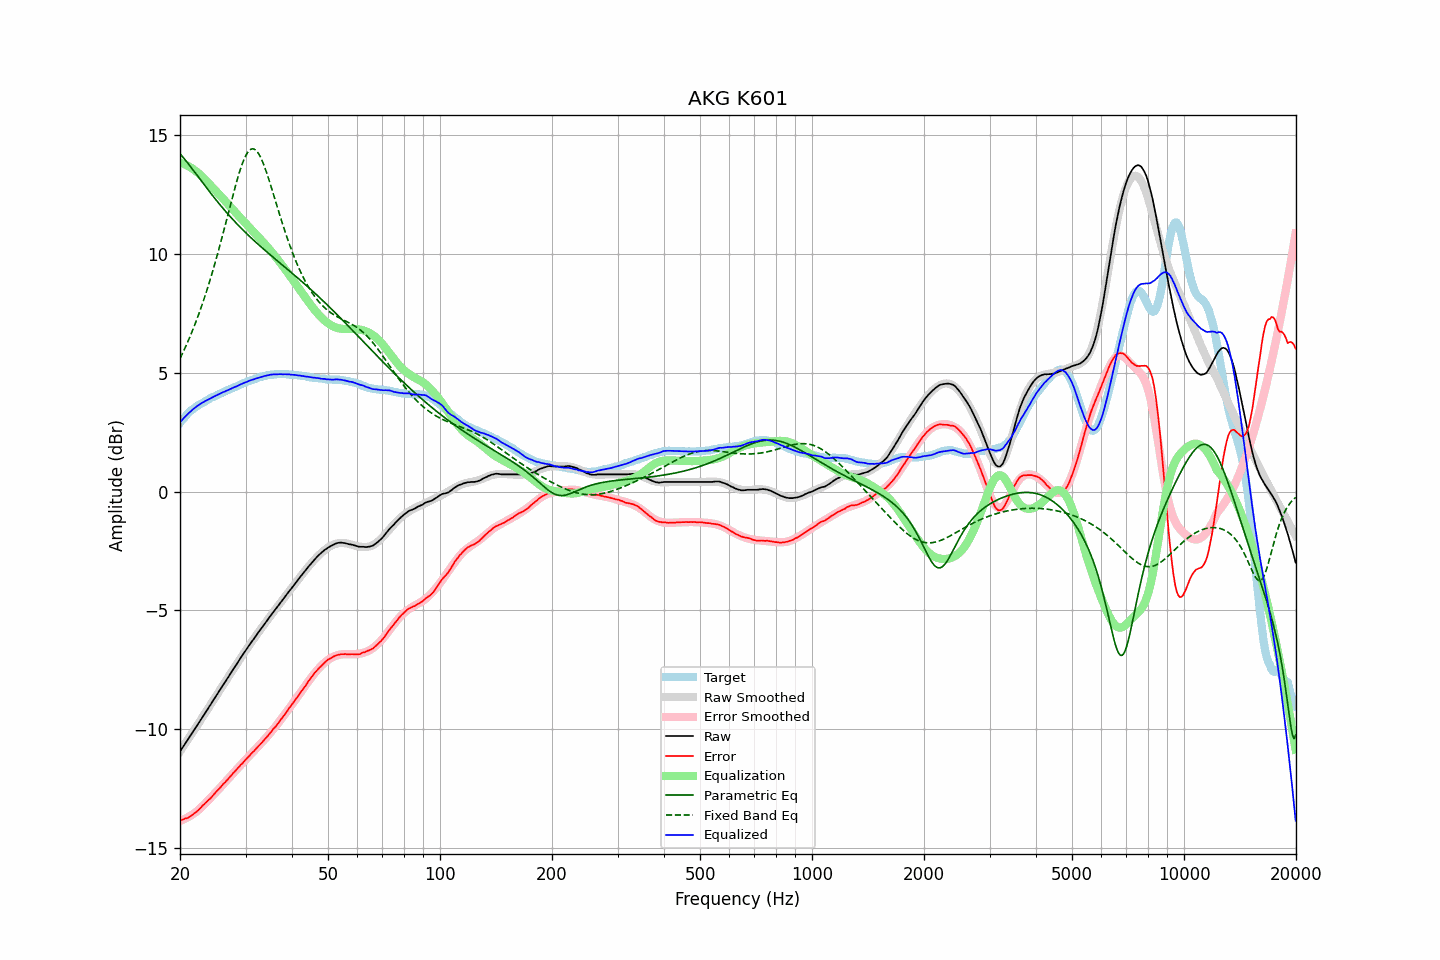 AKG K601
Amplitude (dBr)
15
10
5
0
−5
−10
−15
Target
Raw Smoothed
Error Smoothed
Raw
Error
Equalization
Parametric Eq
Fixed Band Eq
Equalized
20 50 100 200 500 1000 2000 5000 10000 20000
Frequency (Hz)